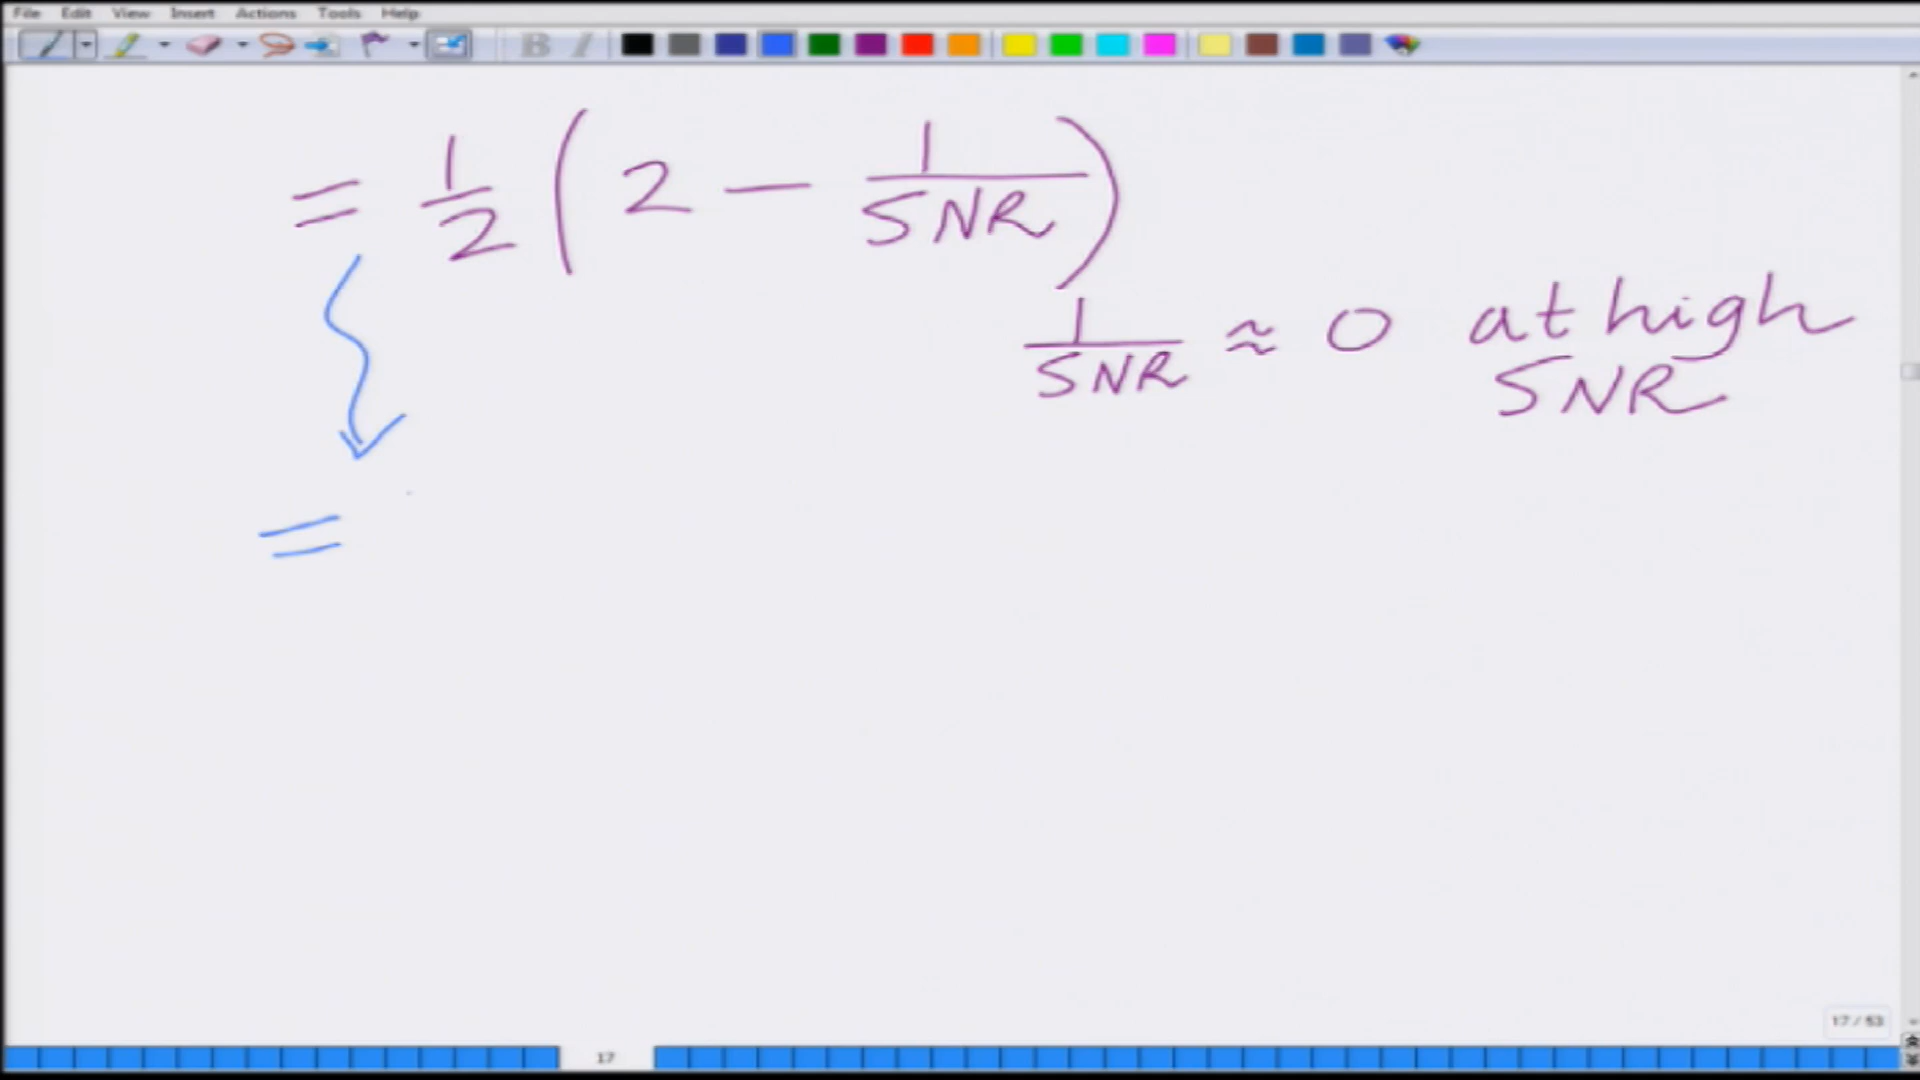 File Edit View Insert Actions Tools Help
B I
= 1/2 ( 2 − 1/SNR )
1/SNR ≈ 0 at high
SNR
=
17 / 53
17